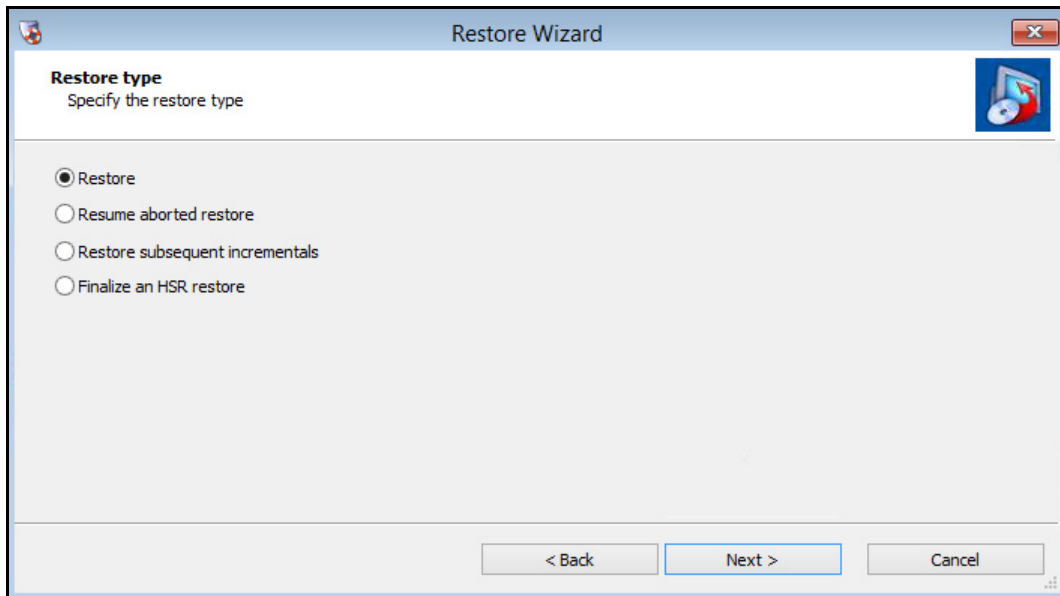 Restore Wizard
Restore type
Specify the restore type
Restore
Resume aborted restore
Restore subsequent incrementals
Finalize an HSR restore
< Back
Next >
Cancel